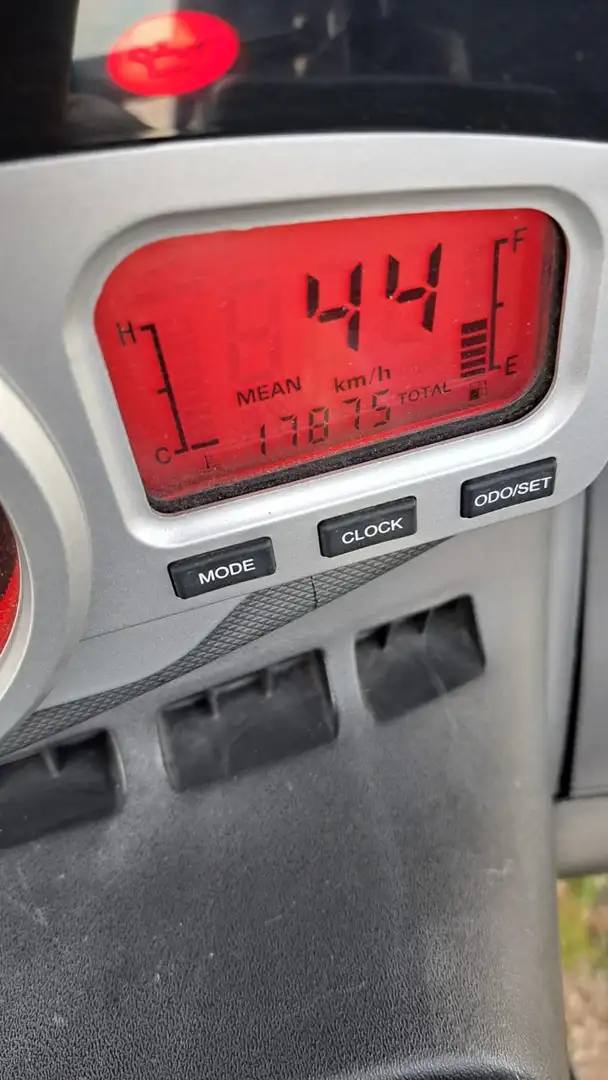 44
F
H
MEAN km/h
E
17875 TOTAL
C
MODE CLOCK ODO/SET